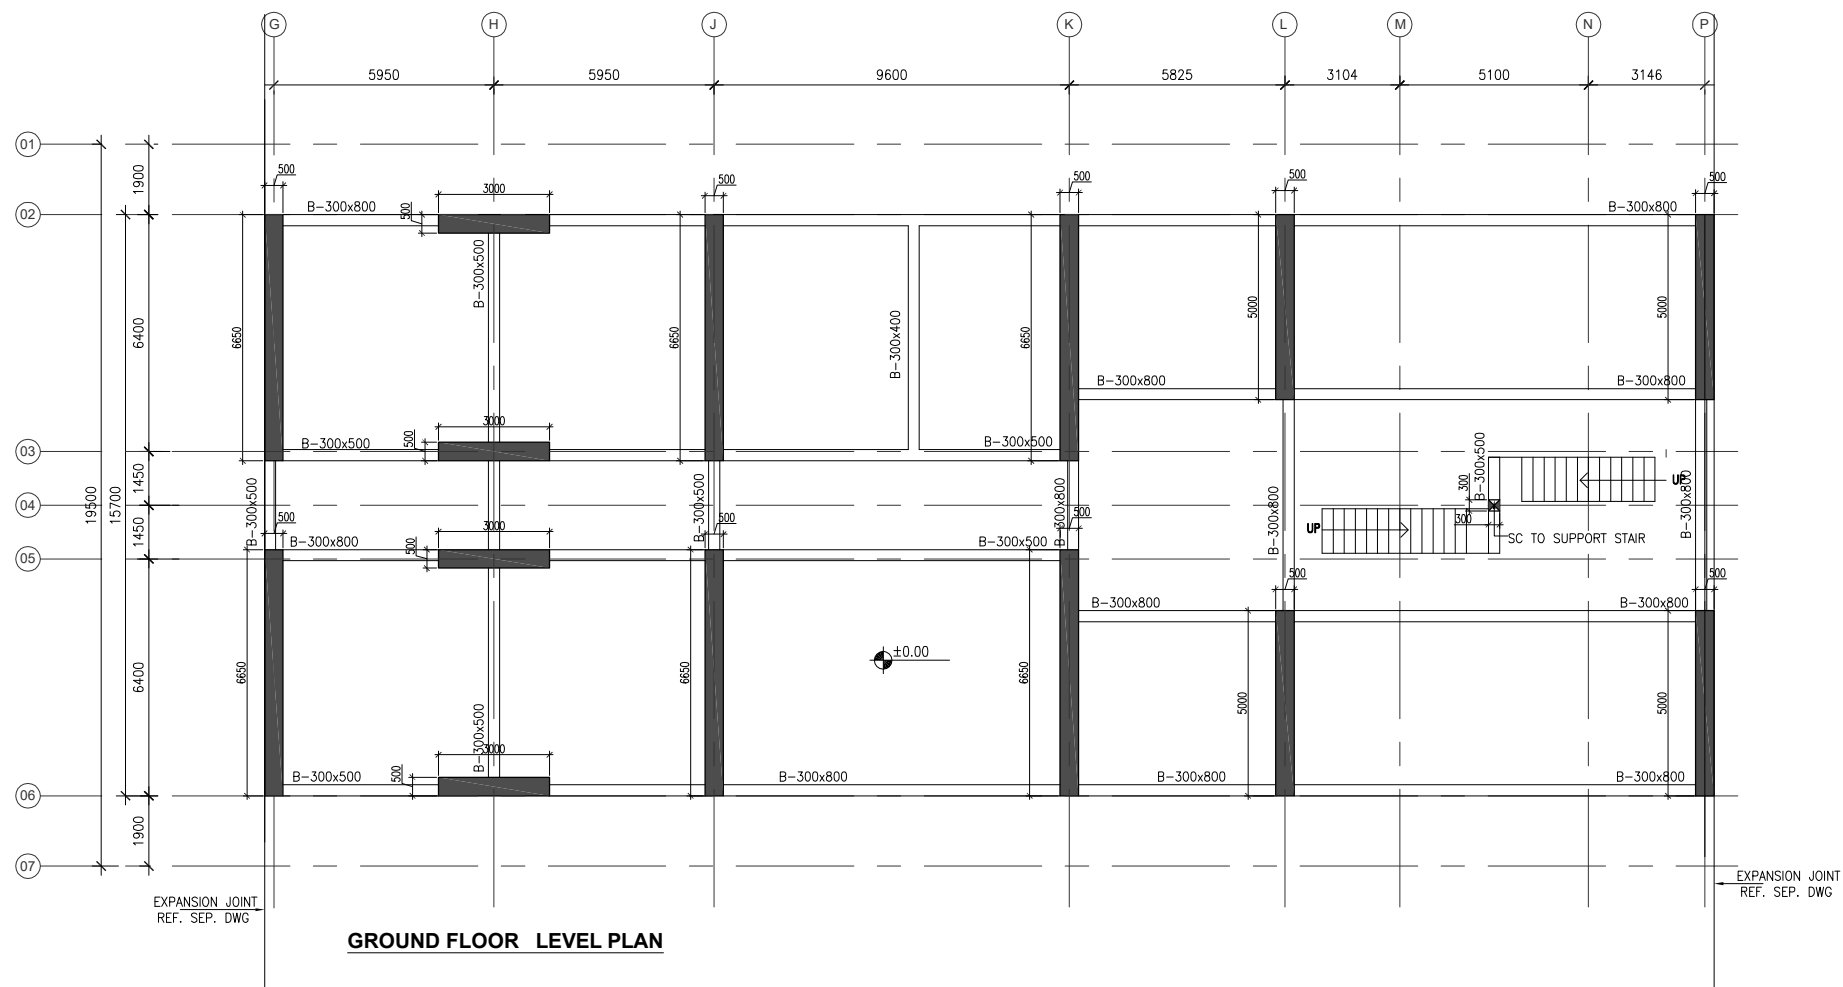 G H J K L M N P
5950 5950 9600 5825 3104 5100 3146
01
1900
500 3000 500 500 500 500
02
B-300x800 B-300x800
500
B-300x500
6400
6650 6650 B-300x400 6650 5000 5000
B-300x800 B-300x800
3000
500
03
B-300x500 B-300x500
1450
19500 15700
B-300x500 B-300x500 B-300x800 B-300x800 B-300x500 B-300x800
300 UP
04
500 3000 500 500
300
UP
SC TO SUPPORT STAIR
1450
B-300x800 500 B-300x500
05
500 500
B-300x800 B-300x800
±0.00
6400
6650 6650 6650 5000 5000
B-300x500
3000
B-300x500 500 B-300x800 B-300x800 B-300x800
06
1900
07
EXPANSION JOINT
REF. SEP. DWG
EXPANSION JOINT
REF. SEP. DWG
GROUND FLOOR LEVEL PLAN